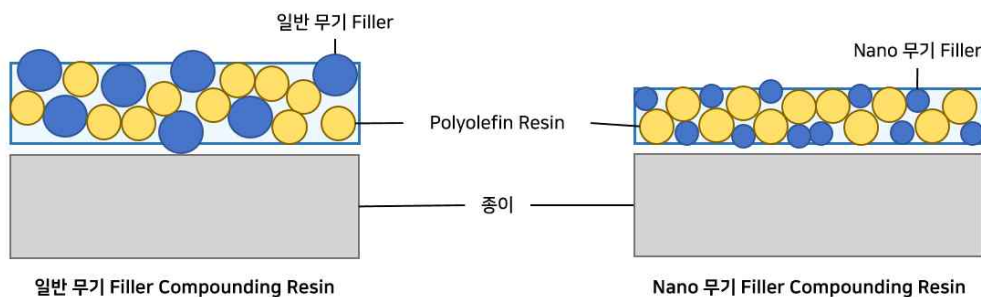 일반 무기 Filler
Nano 무기 Filler
Polyolefin Resin
종이
일반 무기 Filler Compounding Resin
Nano 무기 Filler Compounding Resin